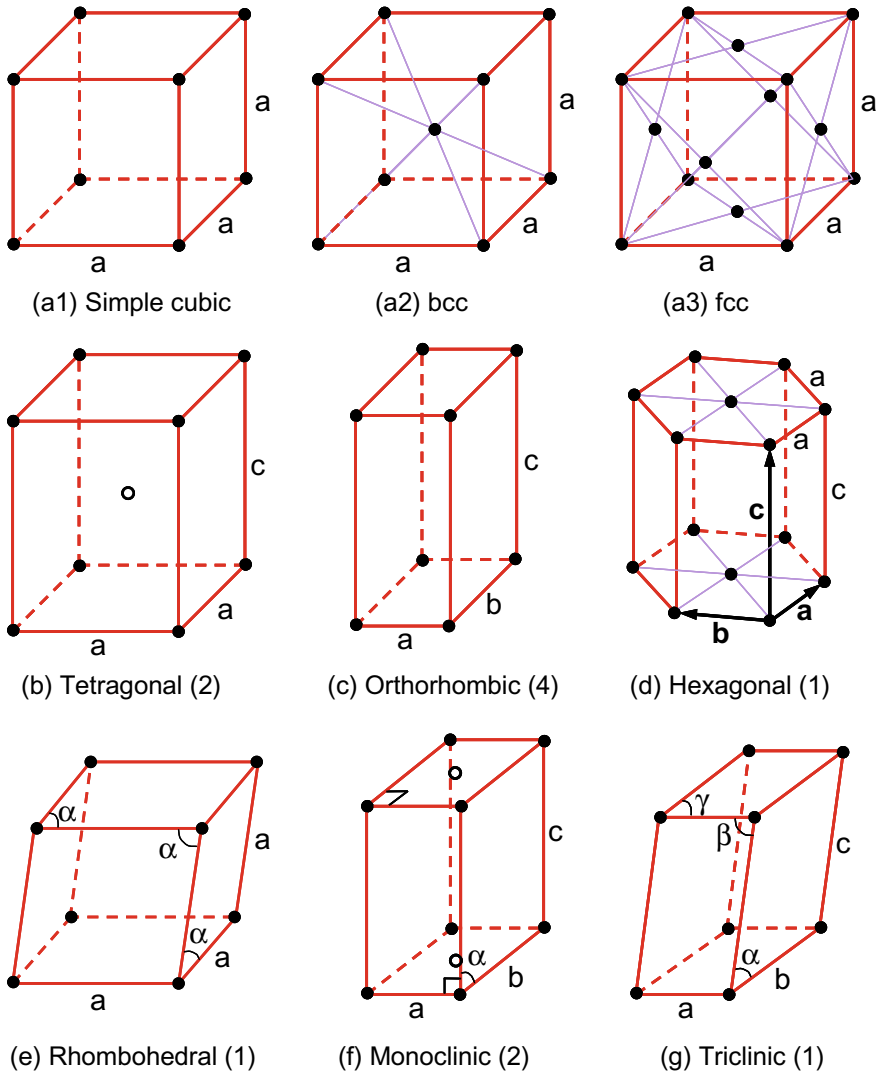 a
a
a
(a1) Simple cubic
a
a
a
(a2) bcc
a
a
a
(a3) fcc
c
a
a
(b) Tetragonal (2)
c
b
a
(c) Orthorhombic (4)
a
a
c
c
a
b
(d) Hexagonal (1)
α
α
a
α
a
a
(e) Rhombohedral (1)
c
α
b
a
(f) Monoclinic (2)
γ
β
c
α
b
a
(g) Triclinic (1)